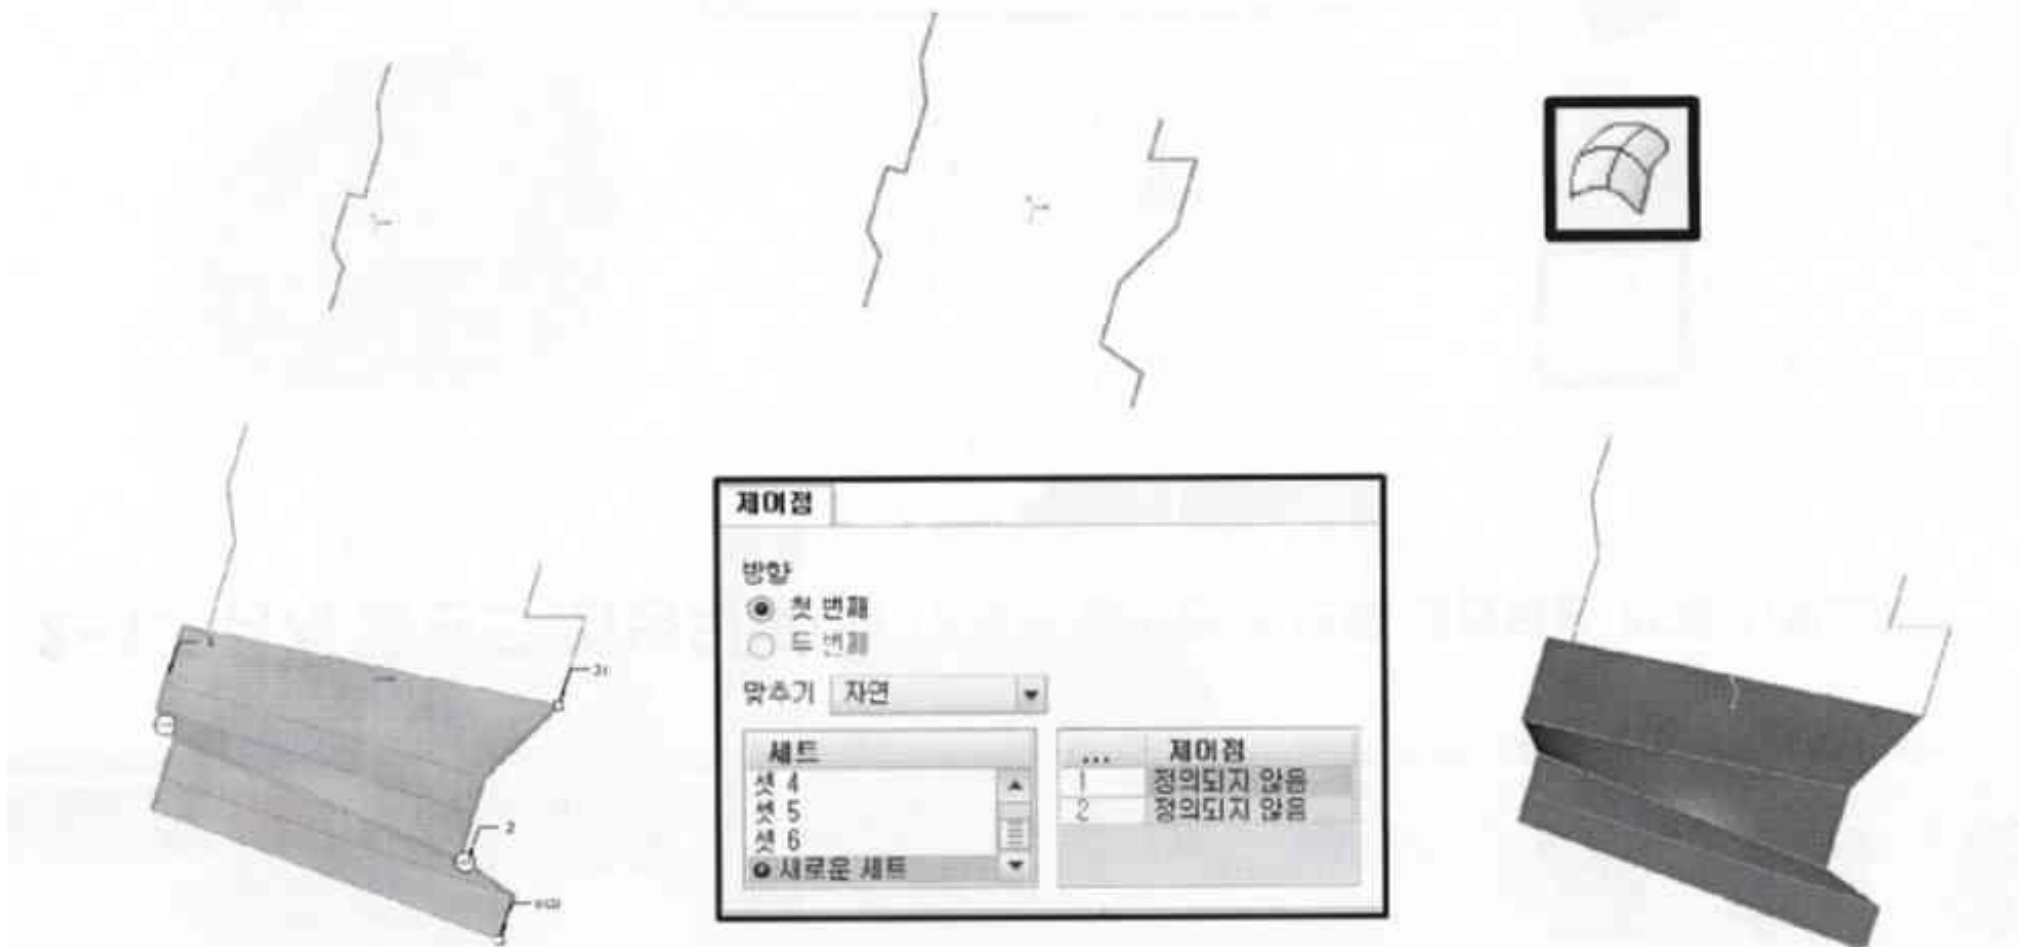 제어점
방향
첫 번째
두 번째
맞추기 자연
세트
셋 4
셋 5
셋 6
새로운 세트
... 제어점
1 정의되지 않음
2 정의되지 않음
2